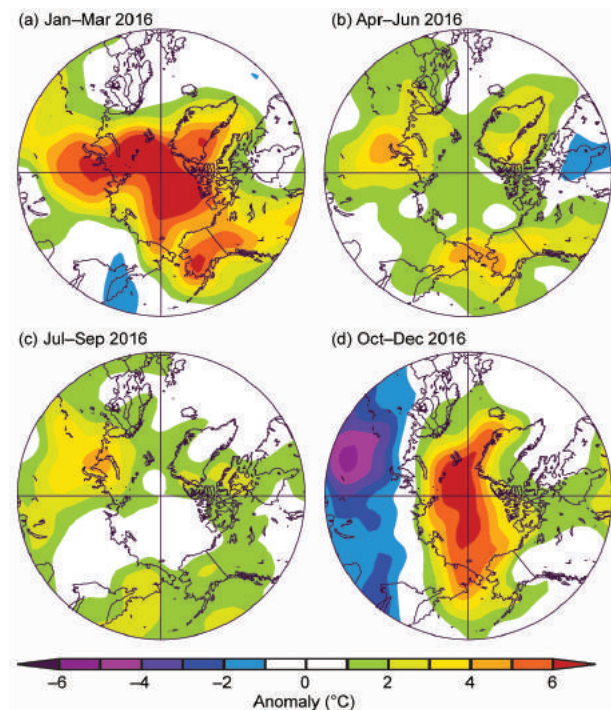 (a) Jan–Mar 2016
(b) Apr–Jun 2016
(c) Jul–Sep 2016
(d) Oct–Dec 2016
−6 −4 −2 0 2 4 6
Anomaly (°C)